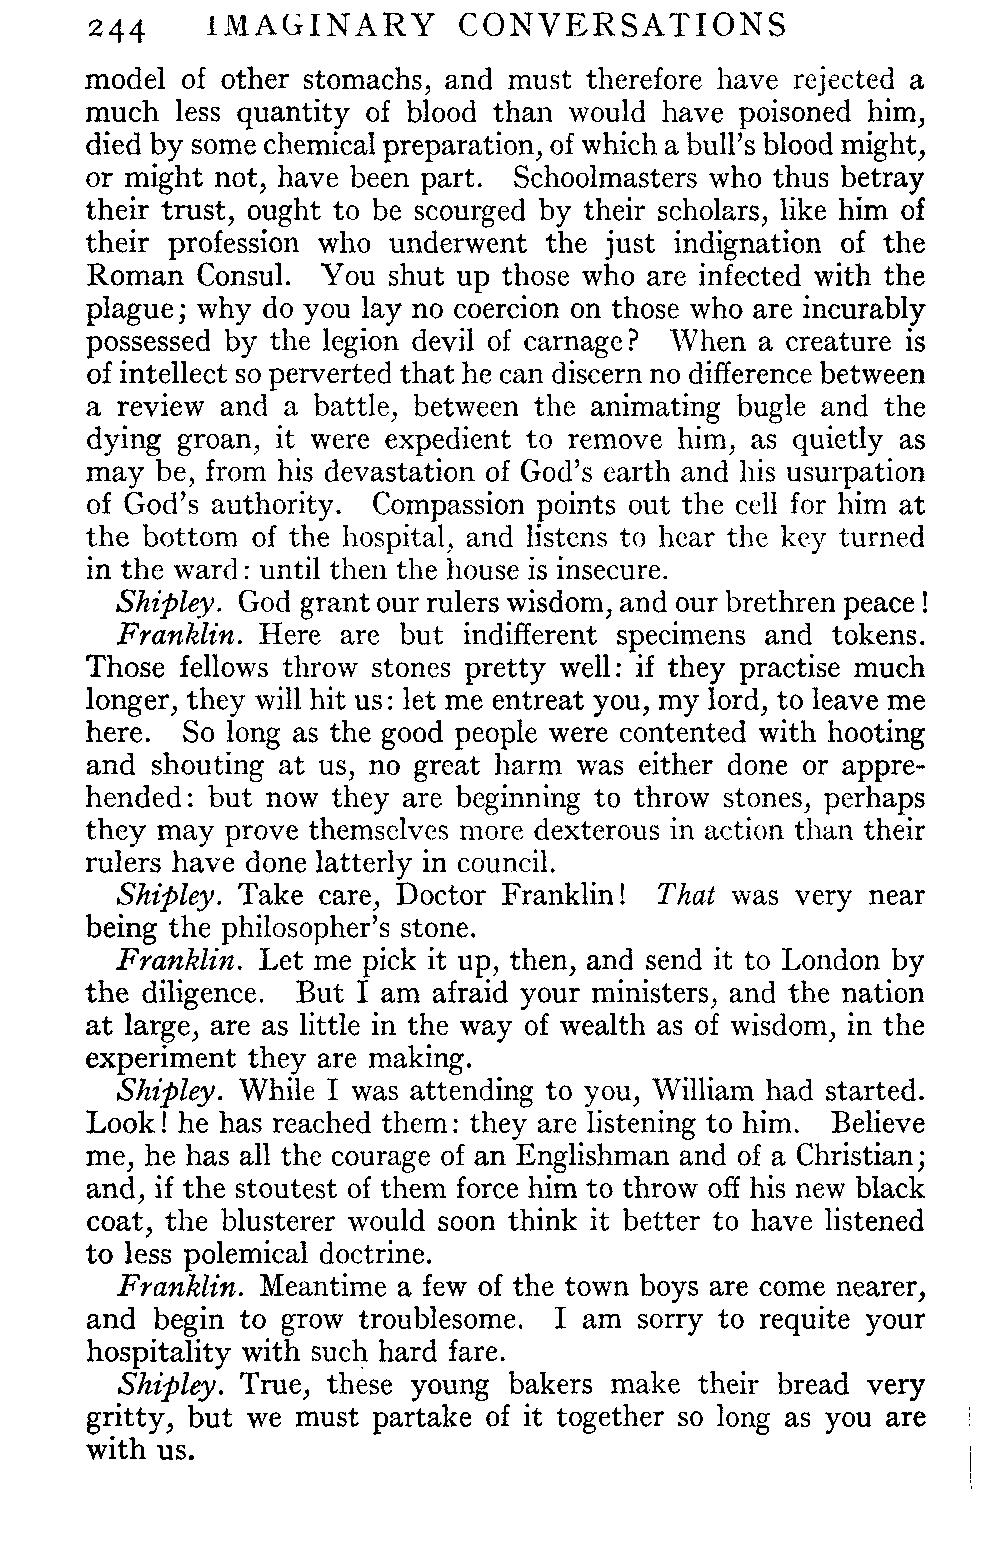 244 IMAGINARY CONVERSATIONS
model of other stomachs, and must therefore have rejected a
much less quantity of blood than would have poisoned him,
died by some chemical preparation, of which a bull's blood might,
or might not, have been part. Schoolmasters who thus betray
their trust, ought to be scourged by their scholars, like him of
their profession who underwent the just indignation of the
Roman Consul. You shut up those who are infected with the
plague; why do you lay no coercion on those who are incurably
possessed by the legion devil of carnage? When a creature is
of intellect so perverted that he can discern no difference between
a review and a battle, between the animating bugle and the
dying groan, it were expedient to remove him, as quietly as
may be, from his devastation of God's earth and his usurpation
of God's authority. Compassion points out the cell for him at
the bottom of the hospital, and listens to hear the key turned
in the ward: until then the house is insecure.
Shipley. God grant our rulers wisdom, and our brethren peace!
Franklin. Here are but indifferent specimens and tokens.
Those fellows throw stones pretty well: if they practise much
longer, they will hit us: let me entreat you, my lord, to leave me
here. So long as the good people were contented with hooting
and shouting at us, no great harm was either done or appre-
hended: but now they are beginning to throw stones, perhaps
they may prove themselves more dexterous in action than their
rulers have done latterly in council.
Shipley. Take care, Doctor Franklin! That was very near
being the philosopher's stone.
Franklin. Let me pick it up, then, and send it to London by
the diligence. But I am afraid your ministers, and the nation
at large, are as little in the way of wealth as of wisdom, in the
experiment they are making.
Shipley. While I was attending to you, William had started.
Look! he has reached them: they are listening to him. Believe
me, he has all the courage of an Englishman and of a Christian;
and, if the stoutest of them force him to throw off his new black
coat, the blusterer would soon think it better to have listened
to less polemical doctrine.
Franklin. Meantime a few of the town boys are come nearer,
and begin to grow troublesome. I am sorry to requite your
hospitality with such hard fare.
Shipley. True, these young bakers make their bread very
gritty, but we must partake of it together so long as you are
with us.